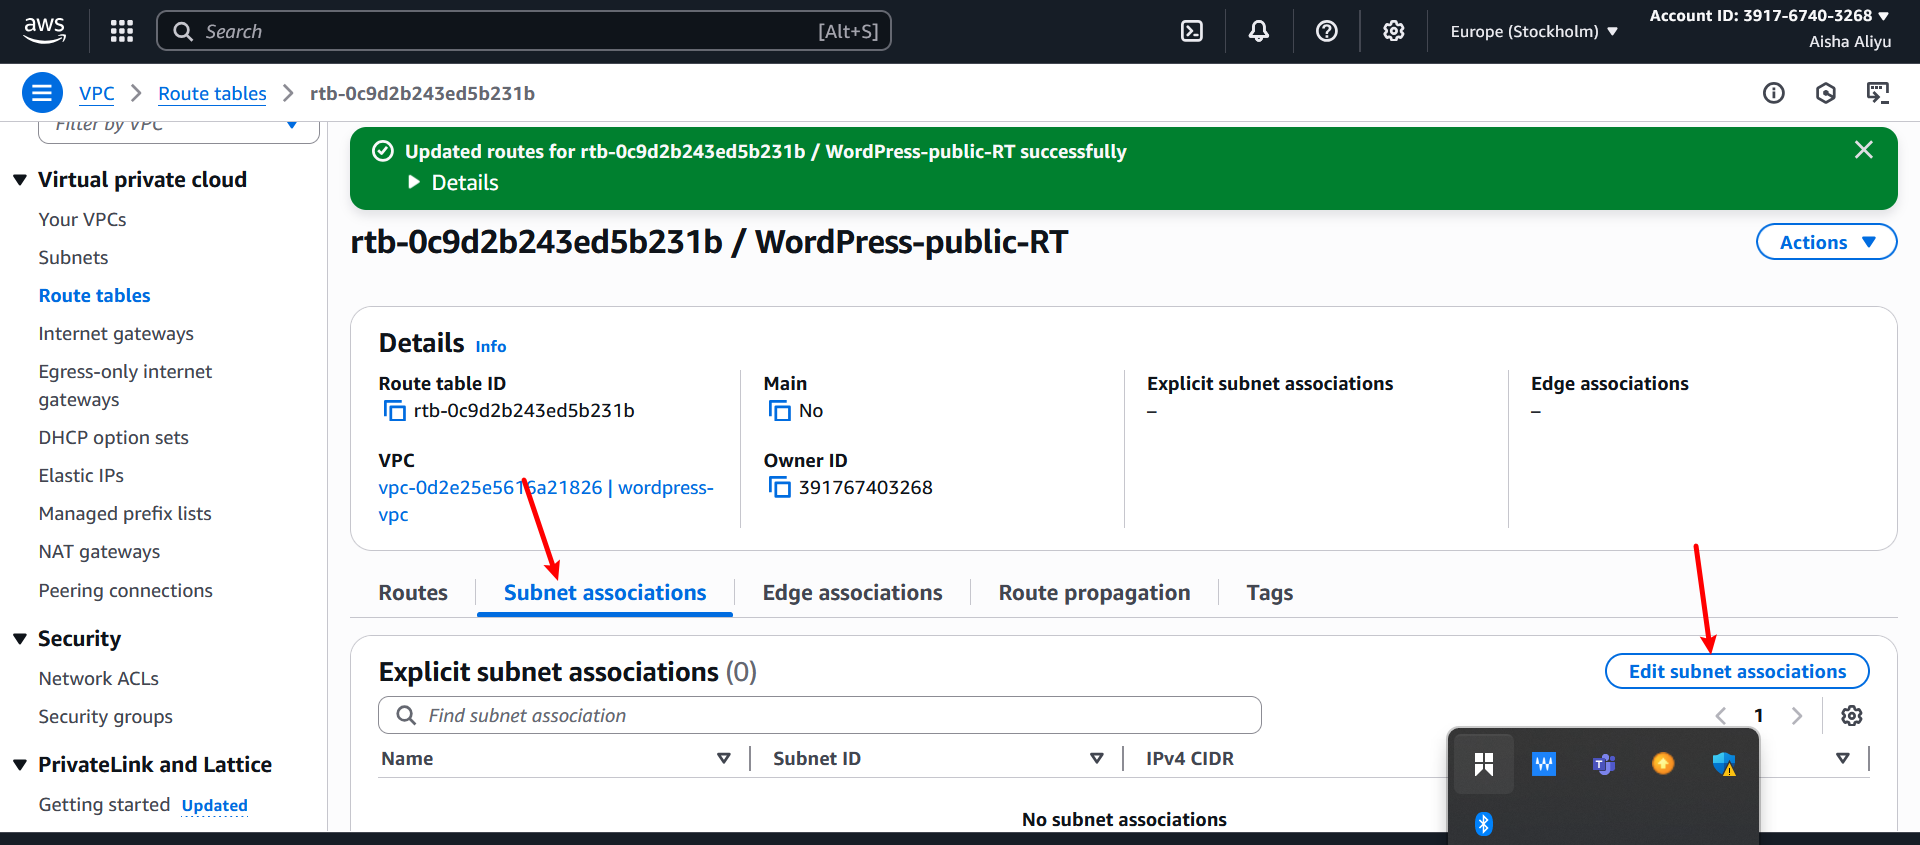 aws
Search [Alt+S]
Europe (Stockholm)
Account ID: 3917-6740-3268
Aisha Aliyu
VPC
Route tables
rtb-0c9d2b243ed5b231b
Filter by VPC
Virtual private cloud
Your VPCs
Subnets
Route tables
Internet gateways
Egress-only internet
gateways
DHCP option sets
Elastic IPs
Managed prefix lists
NAT gateways
Peering connections
Security
Network ACLs
Security groups
PrivateLink and Lattice
Getting started Updated
Updated routes for rtb-0c9d2b243ed5b231b / WordPress-public-RT successfully
Details
rtb-0c9d2b243ed5b231b / WordPress-public-RT
Actions
Details Info
Route table ID
rtb-0c9d2b243ed5b231b
Main
No
Explicit subnet associations
–
Edge associations
–
VPC
vpc-0d2e25e5616a21826 | wordpress-
vpc
Owner ID
391767403268
Routes
Subnet associations
Edge associations
Route propagation
Tags
Explicit subnet associations (0)
Edit subnet associations
Find subnet association
1
Name
Subnet ID
IPv4 CIDR
No subnet associations